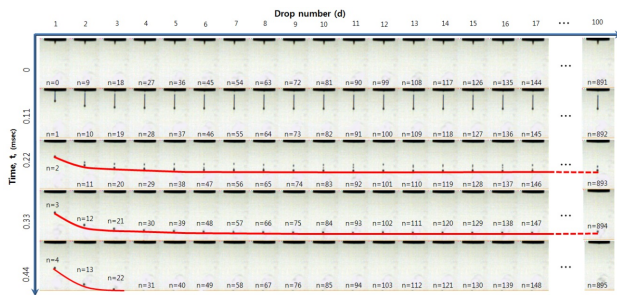 Drop number (d)
1 2 3 4 5 6 7 8 9 10 11 12 13 14 15 16 17 ••• 100
Time, t, (msec)
0
n=0 n=9 n=18 n=27 n=36 n=45 n=54 n=63 n=72 n=81 n=90 n=99 n=108 n=117 n=126 n=135 n=144 ••• n=891
0.11
n=1 n=10 n=19 n=28 n=37 n=46 n=55 n=64 n=73 n=82 n=91 n=100 n=109 n=118 n=127 n=136 n=145 ••• n=892
0.22
n=2
n=11 n=20 n=29 n=38 n=47 n=56 n=65 n=74 n=83 n=92 n=101 n=110 n=119 n=128 n=137 n=146 ••• n=893
0.33
n=3
n=12 n=21 n=30 n=39 n=48 n=57 n=66 n=75 n=84 n=93 n=102 n=111 n=120 n=129 n=138 n=147 ••• n=894
0.44
n=4
n=13
n=22
n=31 n=40 n=49 n=58 n=67 n=76 n=85 n=94 n=103 n=112 n=121 n=130 n=139 n=148 ••• n=895